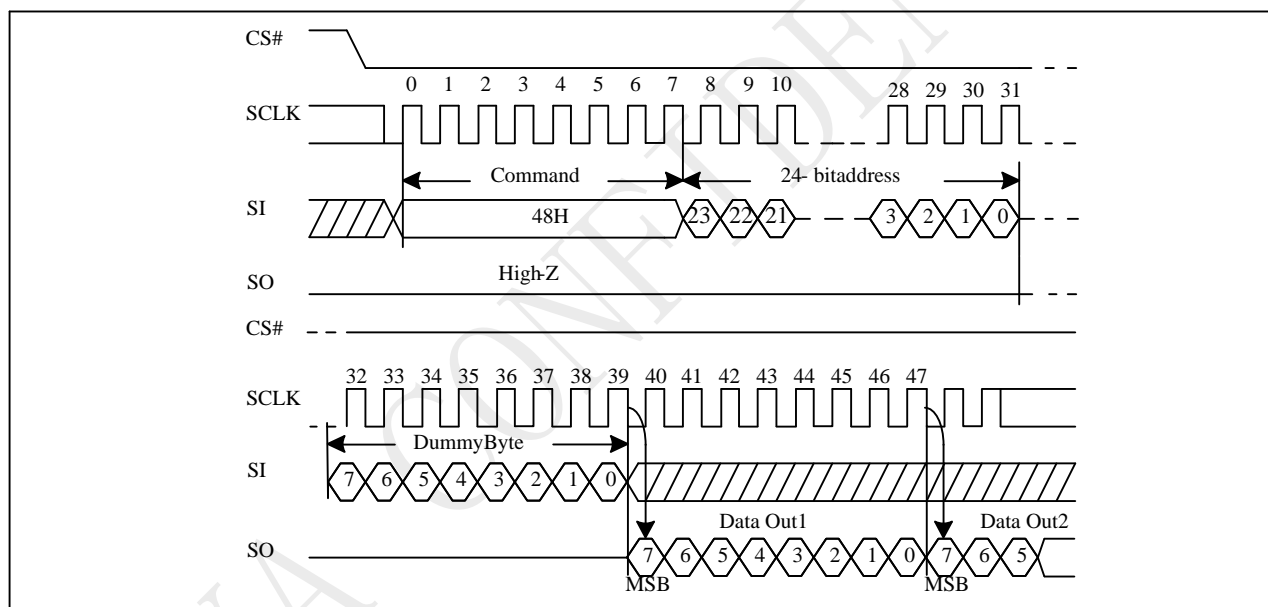 CS#
0 1 2 3 4 5 6 7 8 9 10 28 29 30 31
SCLK
Command 24- bitaddress
SI 48H 23 22 21 3 2 1 0
High-Z
SO
CS#
32 33 34 35 36 37 38 39 40 41 42 43 44 45 46 47
SCLK
DummyByte
SI 7 6 5 4 3 2 1 0
Data Out1 Data Out2
SO 7 6 5 4 3 2 1 0 7 6 5
MSB MSB